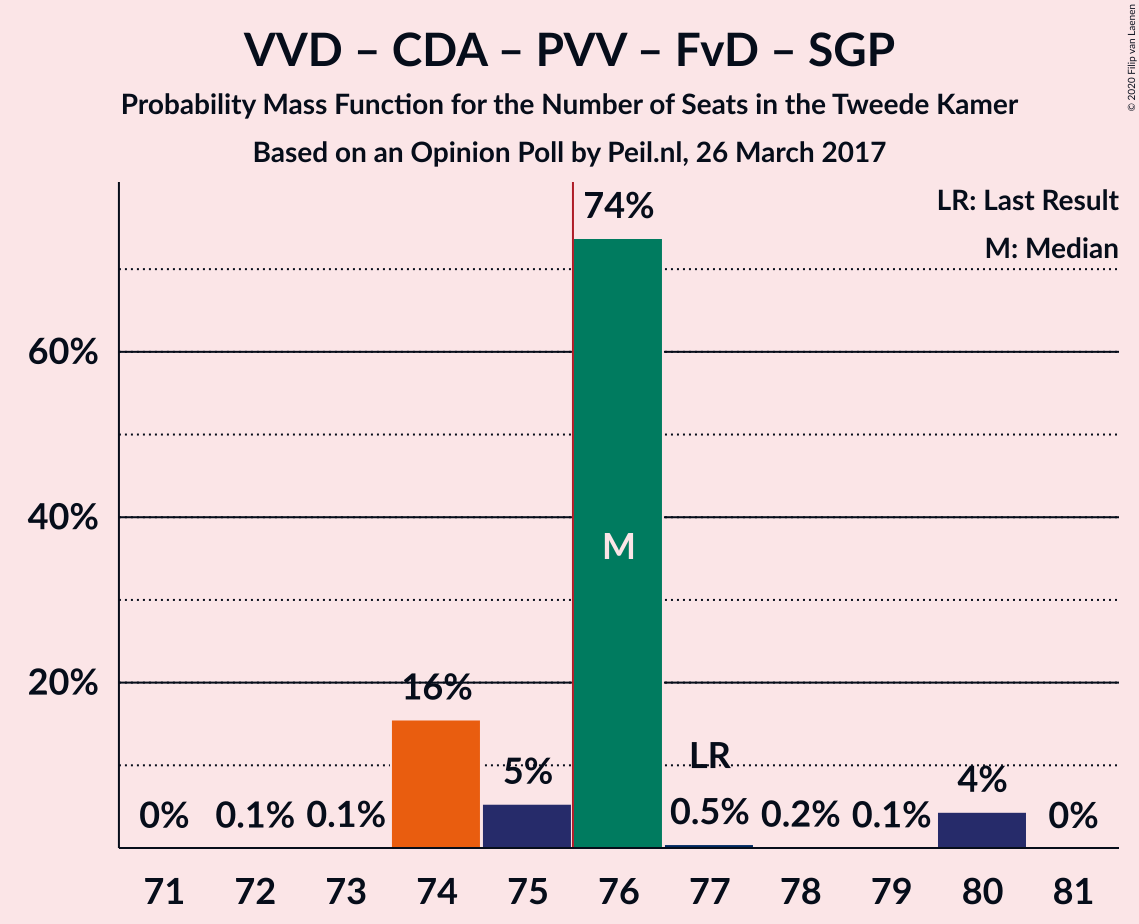 VVD – CDA – PVV – FvD – SGP
Probability Mass Function for the Number of Seats in the Tweede Kamer
Based on an Opinion Poll by Peil.nl, 26 March 2017
© 2020 Filip van Laenen
LR: Last Result
M: Median
60%
40%
20%
0%
0.1%
0.1%
16%
5%
74%
M
LR
0.5%
0.2%
0.1%
4%
0%
71 72 73 74 75 76 77 78 79 80 81